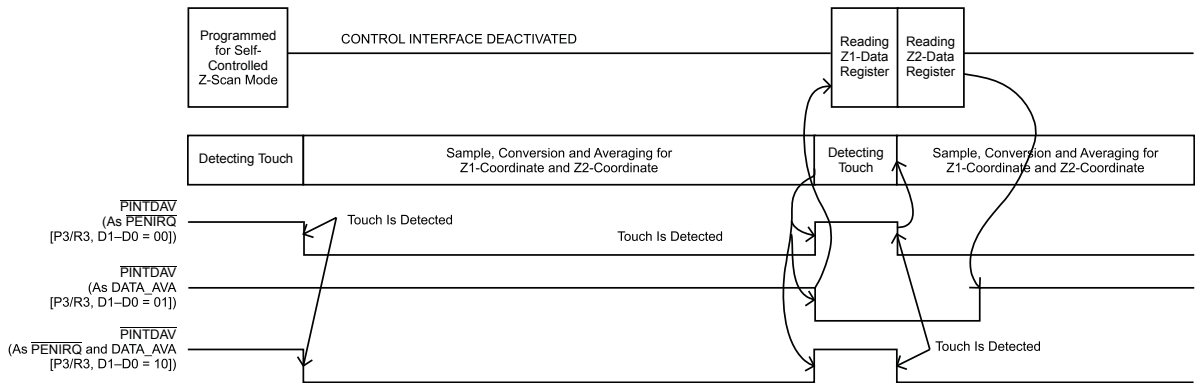 Programmed
for Self-
Controlled
Z-Scan Mode
CONTROL INTERFACE DEACTIVATED
Reading
Z1-Data
Register
Reading
Z2-Data
Register
Detecting Touch
Sample, Conversion and Averaging for
Z1-Coordinate and Z2-Coordinate
Detecting
Touch
Sample, Conversion and Averaging for
Z1-Coordinate and Z2-Coordinate
PINTDAV
(As PENIRQ
[P3/R3, D1–D0 = 00])
Touch Is Detected
Touch Is Detected
PINTDAV
(As DATA_AVA
[P3/R3, D1–D0 = 01])
PINTDAV
(As PENIRQ and DATA_AVA
[P3/R3, D1–D0 = 10])
Touch Is Detected